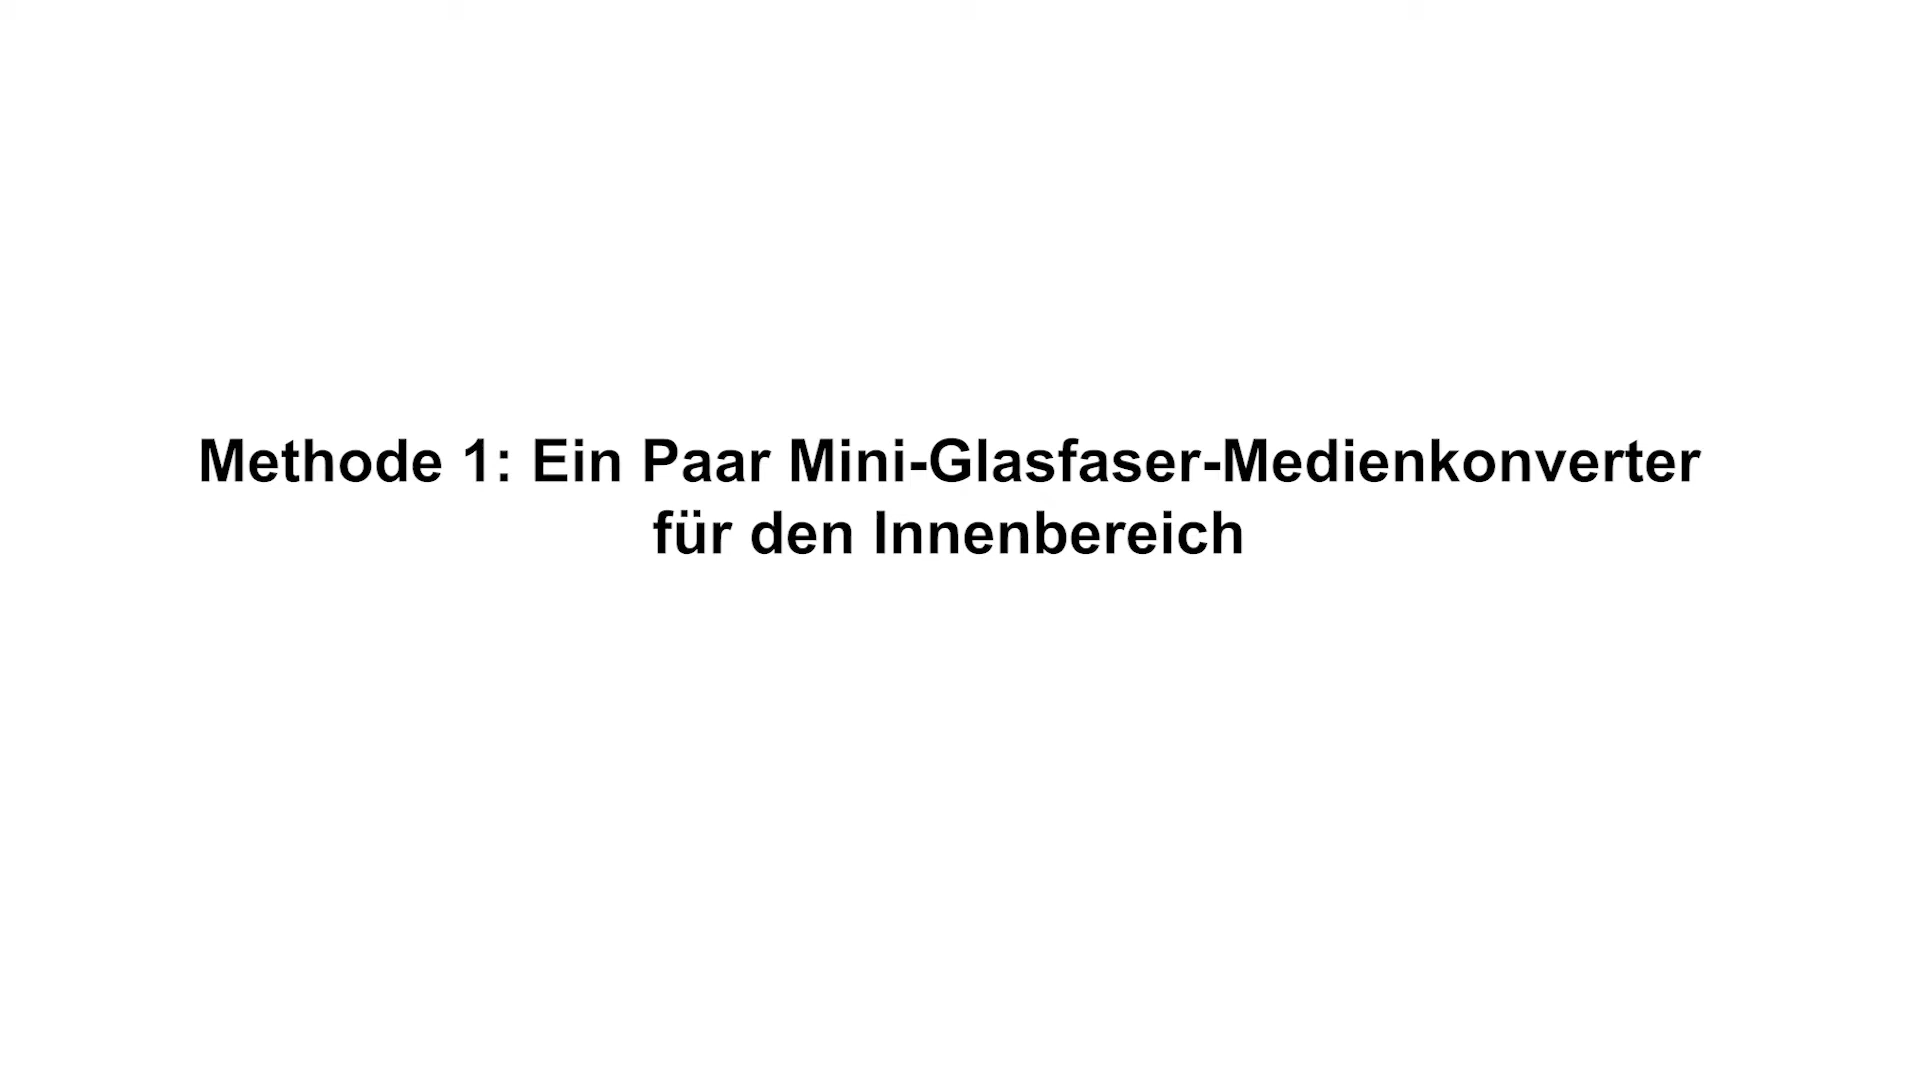 Methode 1: Ein Paar Mini-Glasfaser-Medienkonverter
für den Innenbereich